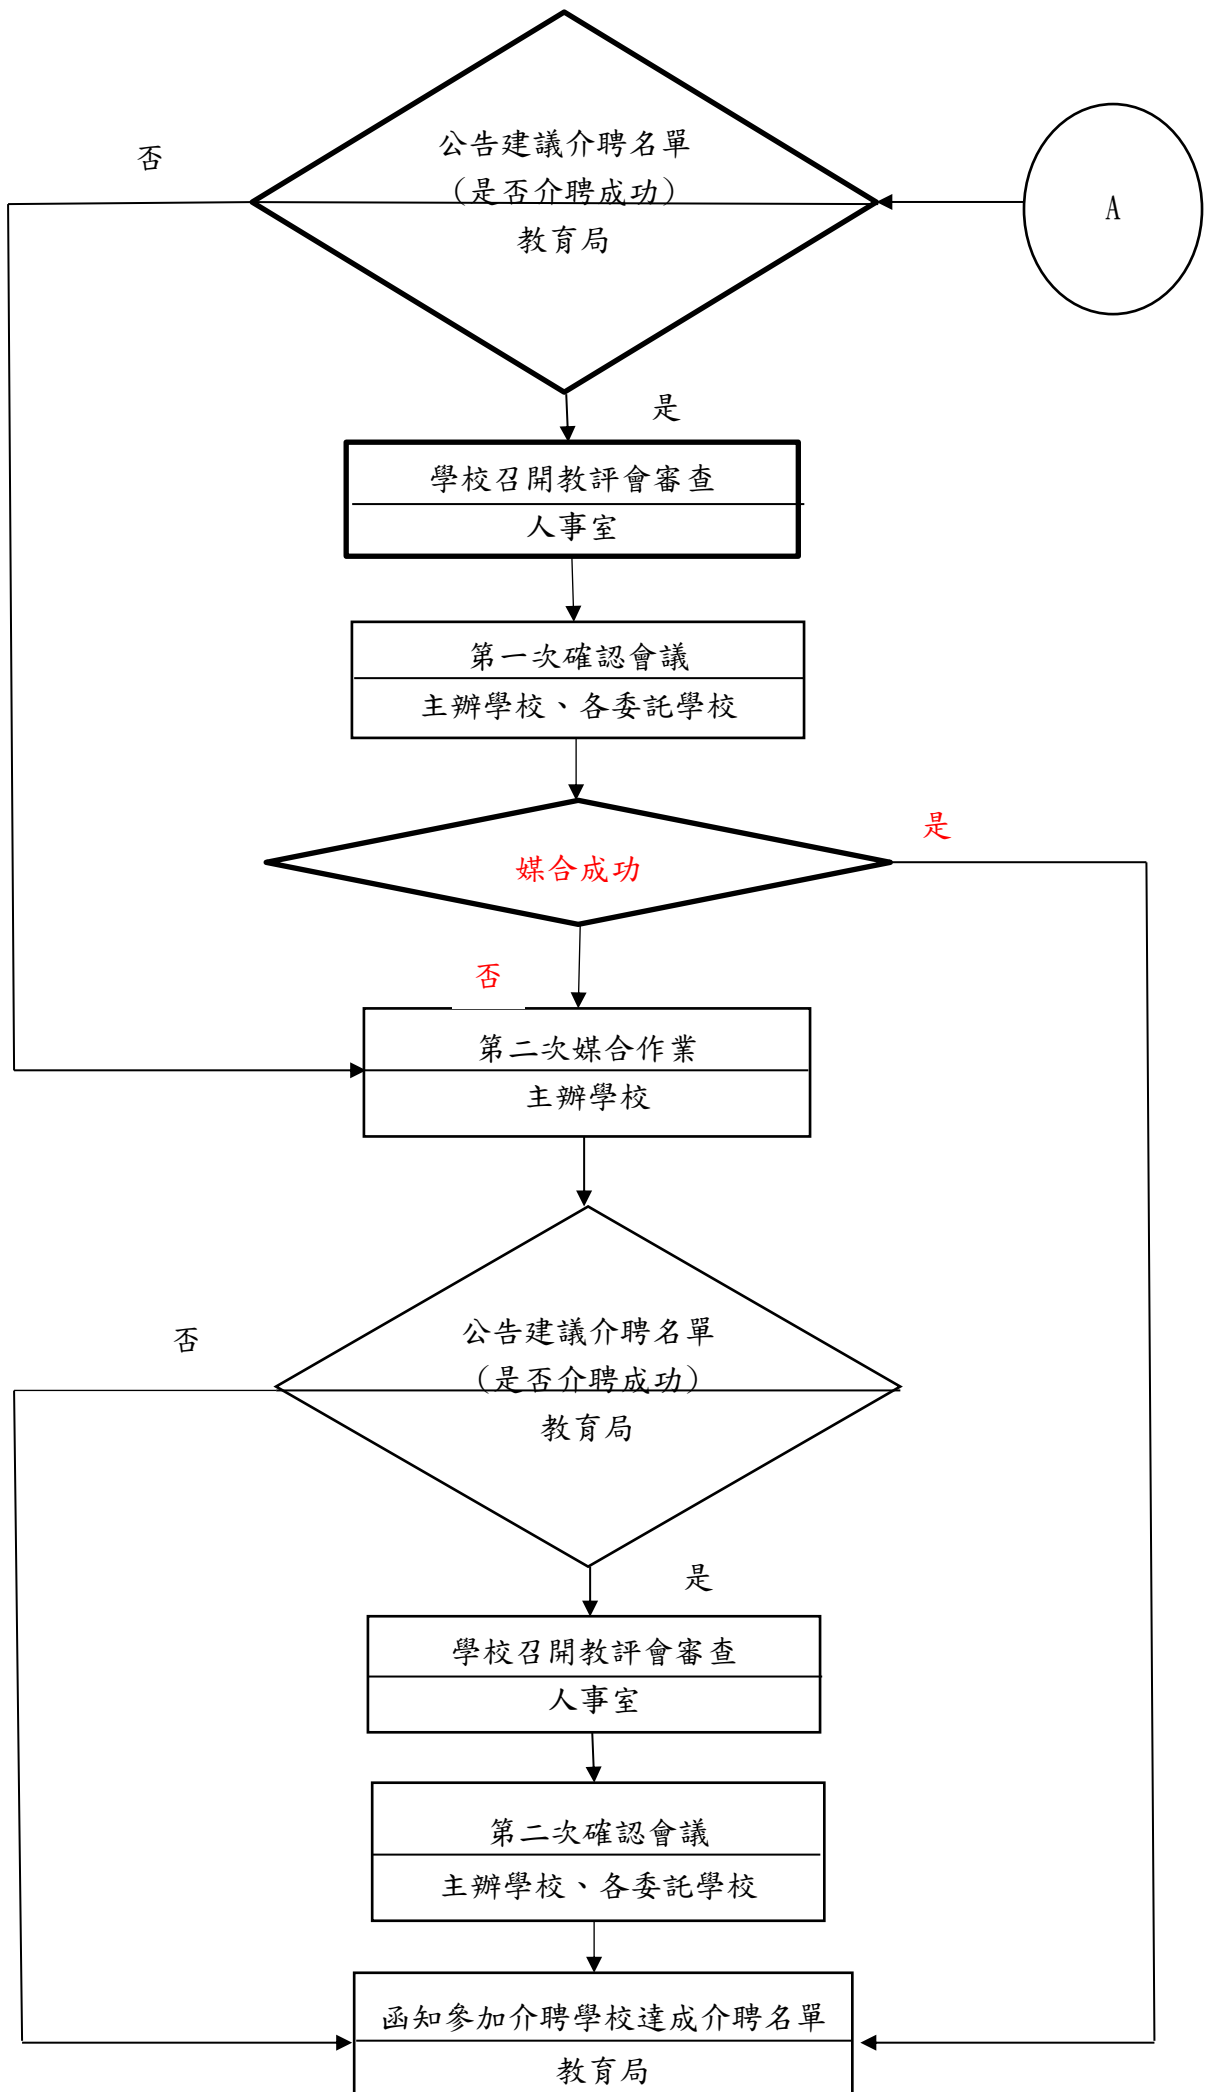 否
公告建議介聘名單
(是否介聘成功)
教育局
A
是
學校召開教評會審查
人事室
第一次確認會議
主辦學校、各委託學校
是
媒合成功
否
第二次媒合作業
主辦學校
否
公告建議介聘名單
(是否介聘成功)
教育局
是
學校召開教評會審查
人事室
第二次確認會議
主辦學校、各委託學校
函知參加介聘學校達成介聘名單
教育局